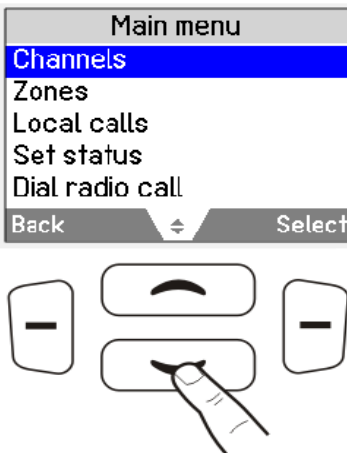 Main menu
Channels
Zones
Local calls
Set status
Dial radio call
Back Select